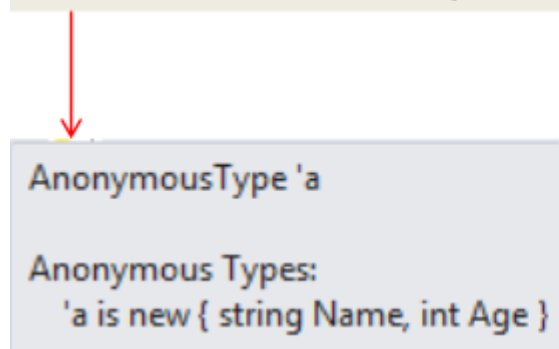 AnonymousType 'a
Anonymous Types:
'a is new { string Name, int Age }